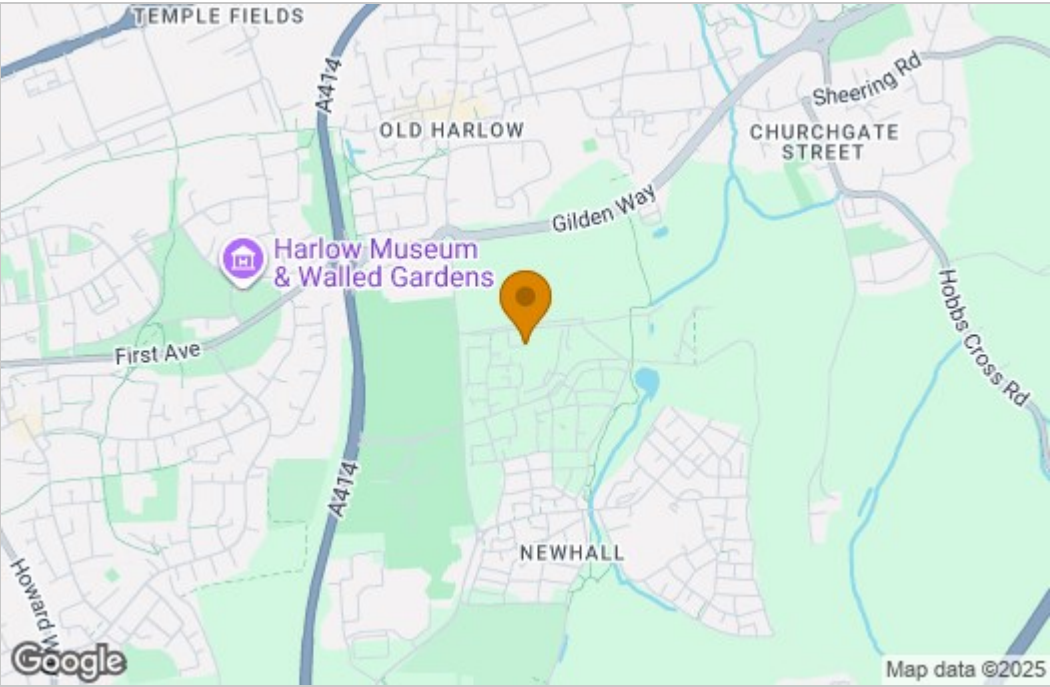 TEMPLE FIELDS
A414
OLD HARLOW
Sheering Rd
CHURCHGATE
STREET
Gilden Way
Harlow Museum
& Walled Gardens
Hobbs Cross Rd
First Ave
A414
NEWHALL
Howard W
Google
Map data ©2025